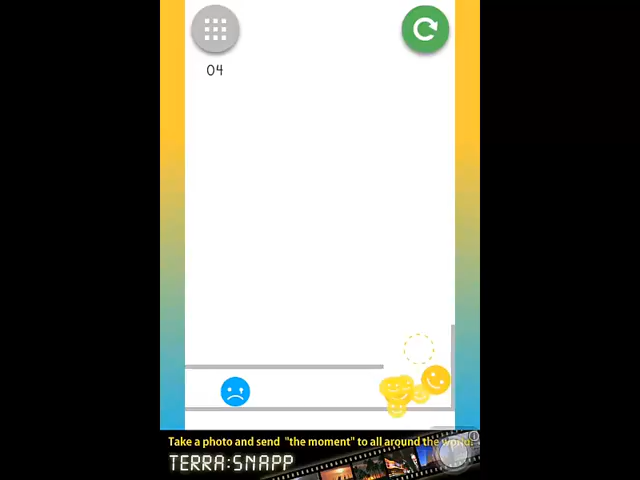 04
Take a photo and send "the moment" to all around the world.
TERRA:SNAPP